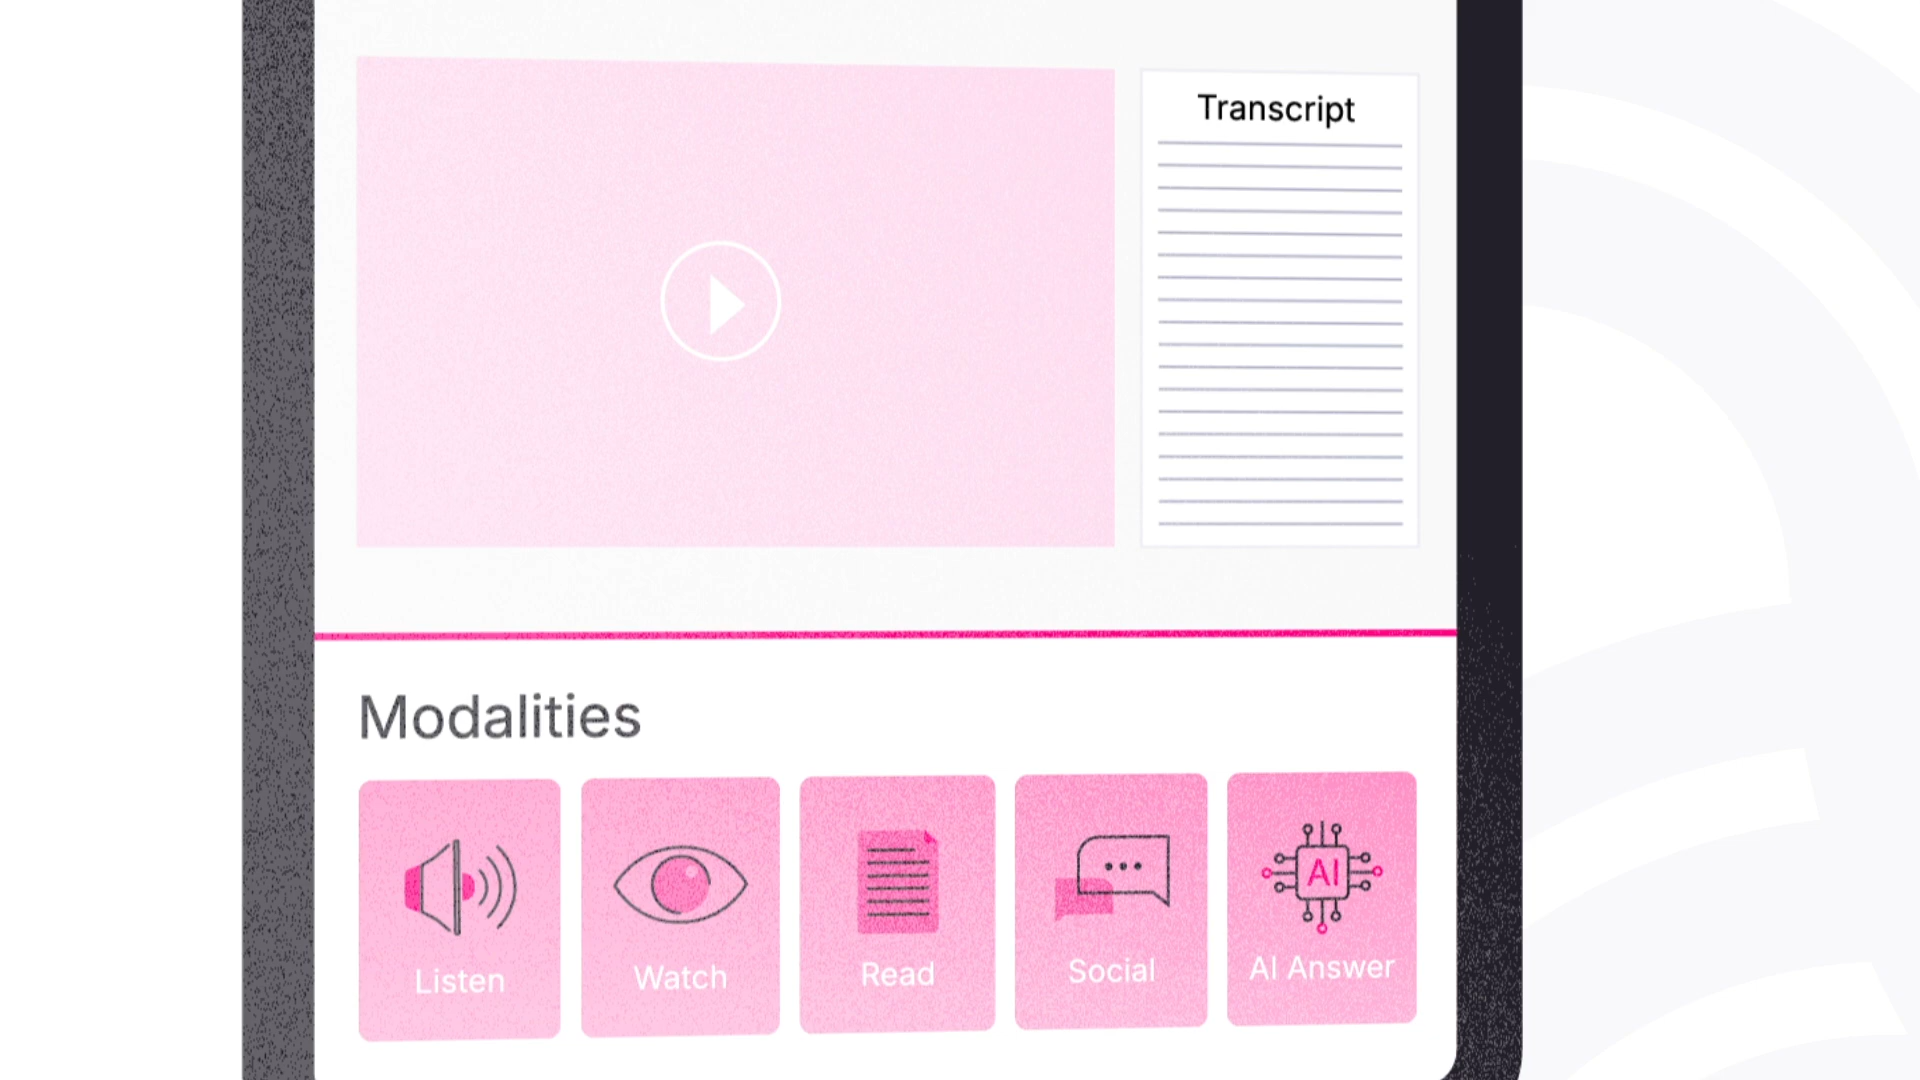 Transcript
Modalities
Listen
Watch
Read
Social
AI
AI Answer